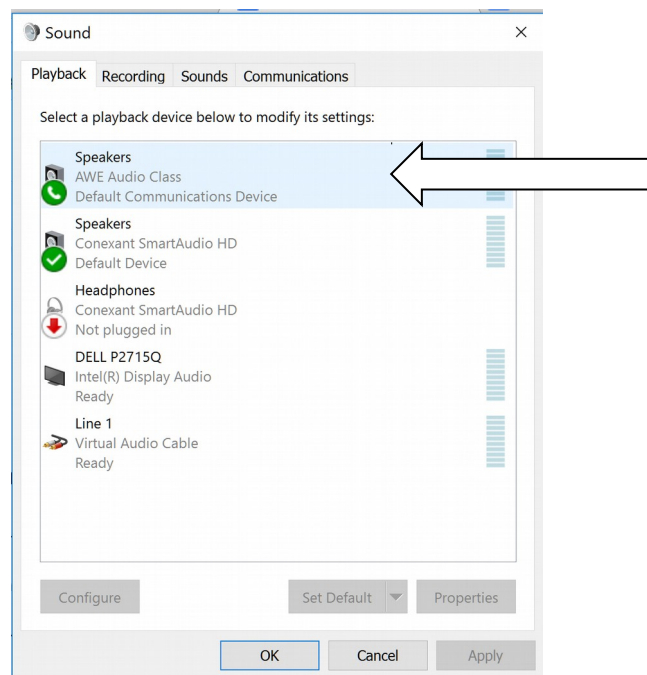 Sound
Playback Recording Sounds Communications
Select a playback device below to modify its settings:
Speakers
AWE Audio Class
Default Communications Device
Speakers
Conexant SmartAudio HD
Default Device
Headphones
Conexant SmartAudio HD
Not plugged in
DELL P2715Q
Intel(R) Display Audio
Ready
Line 1
Virtual Audio Cable
Ready
Configure Set Default Properties
OK Cancel Apply